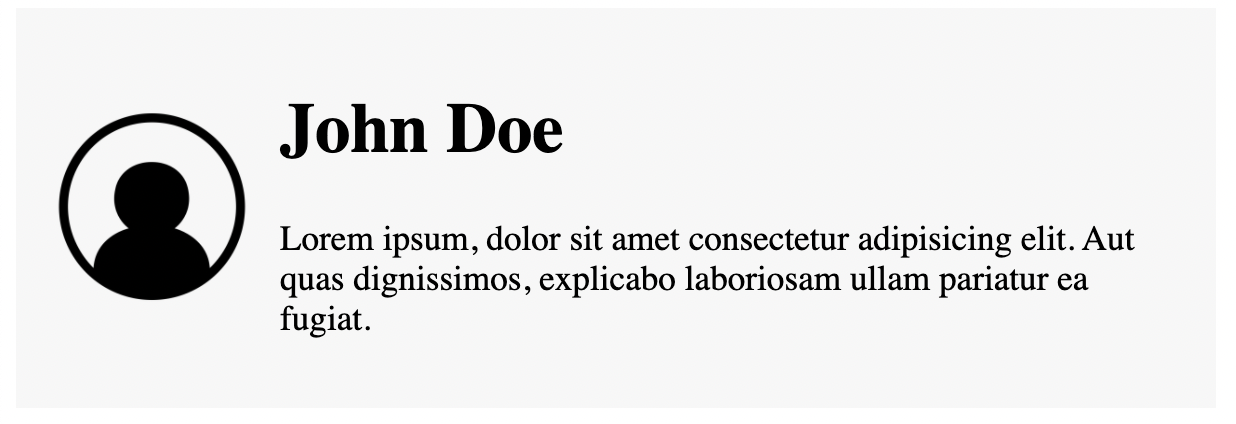 John Doe
Lorem ipsum, dolor sit amet consectetur adipisicing elit. Aut
quas dignissimos, explicabo laboriosam ullam pariatur ea
fugiat.